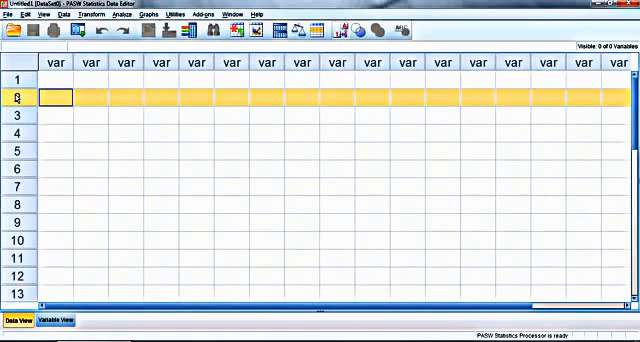 Untitled1 [DataSet0] - PASW Statistics Data Editor
File Edit View Data Transform Analyze Graphs Utilities Add-ons Window Help
Visible: 0 of 0 Variables
var var var var var var var var var var var var var var var var var
1
3
4
5
6
7
8
9
10
11
12
13
Data View Variable View
PASW Statistics Processor is ready